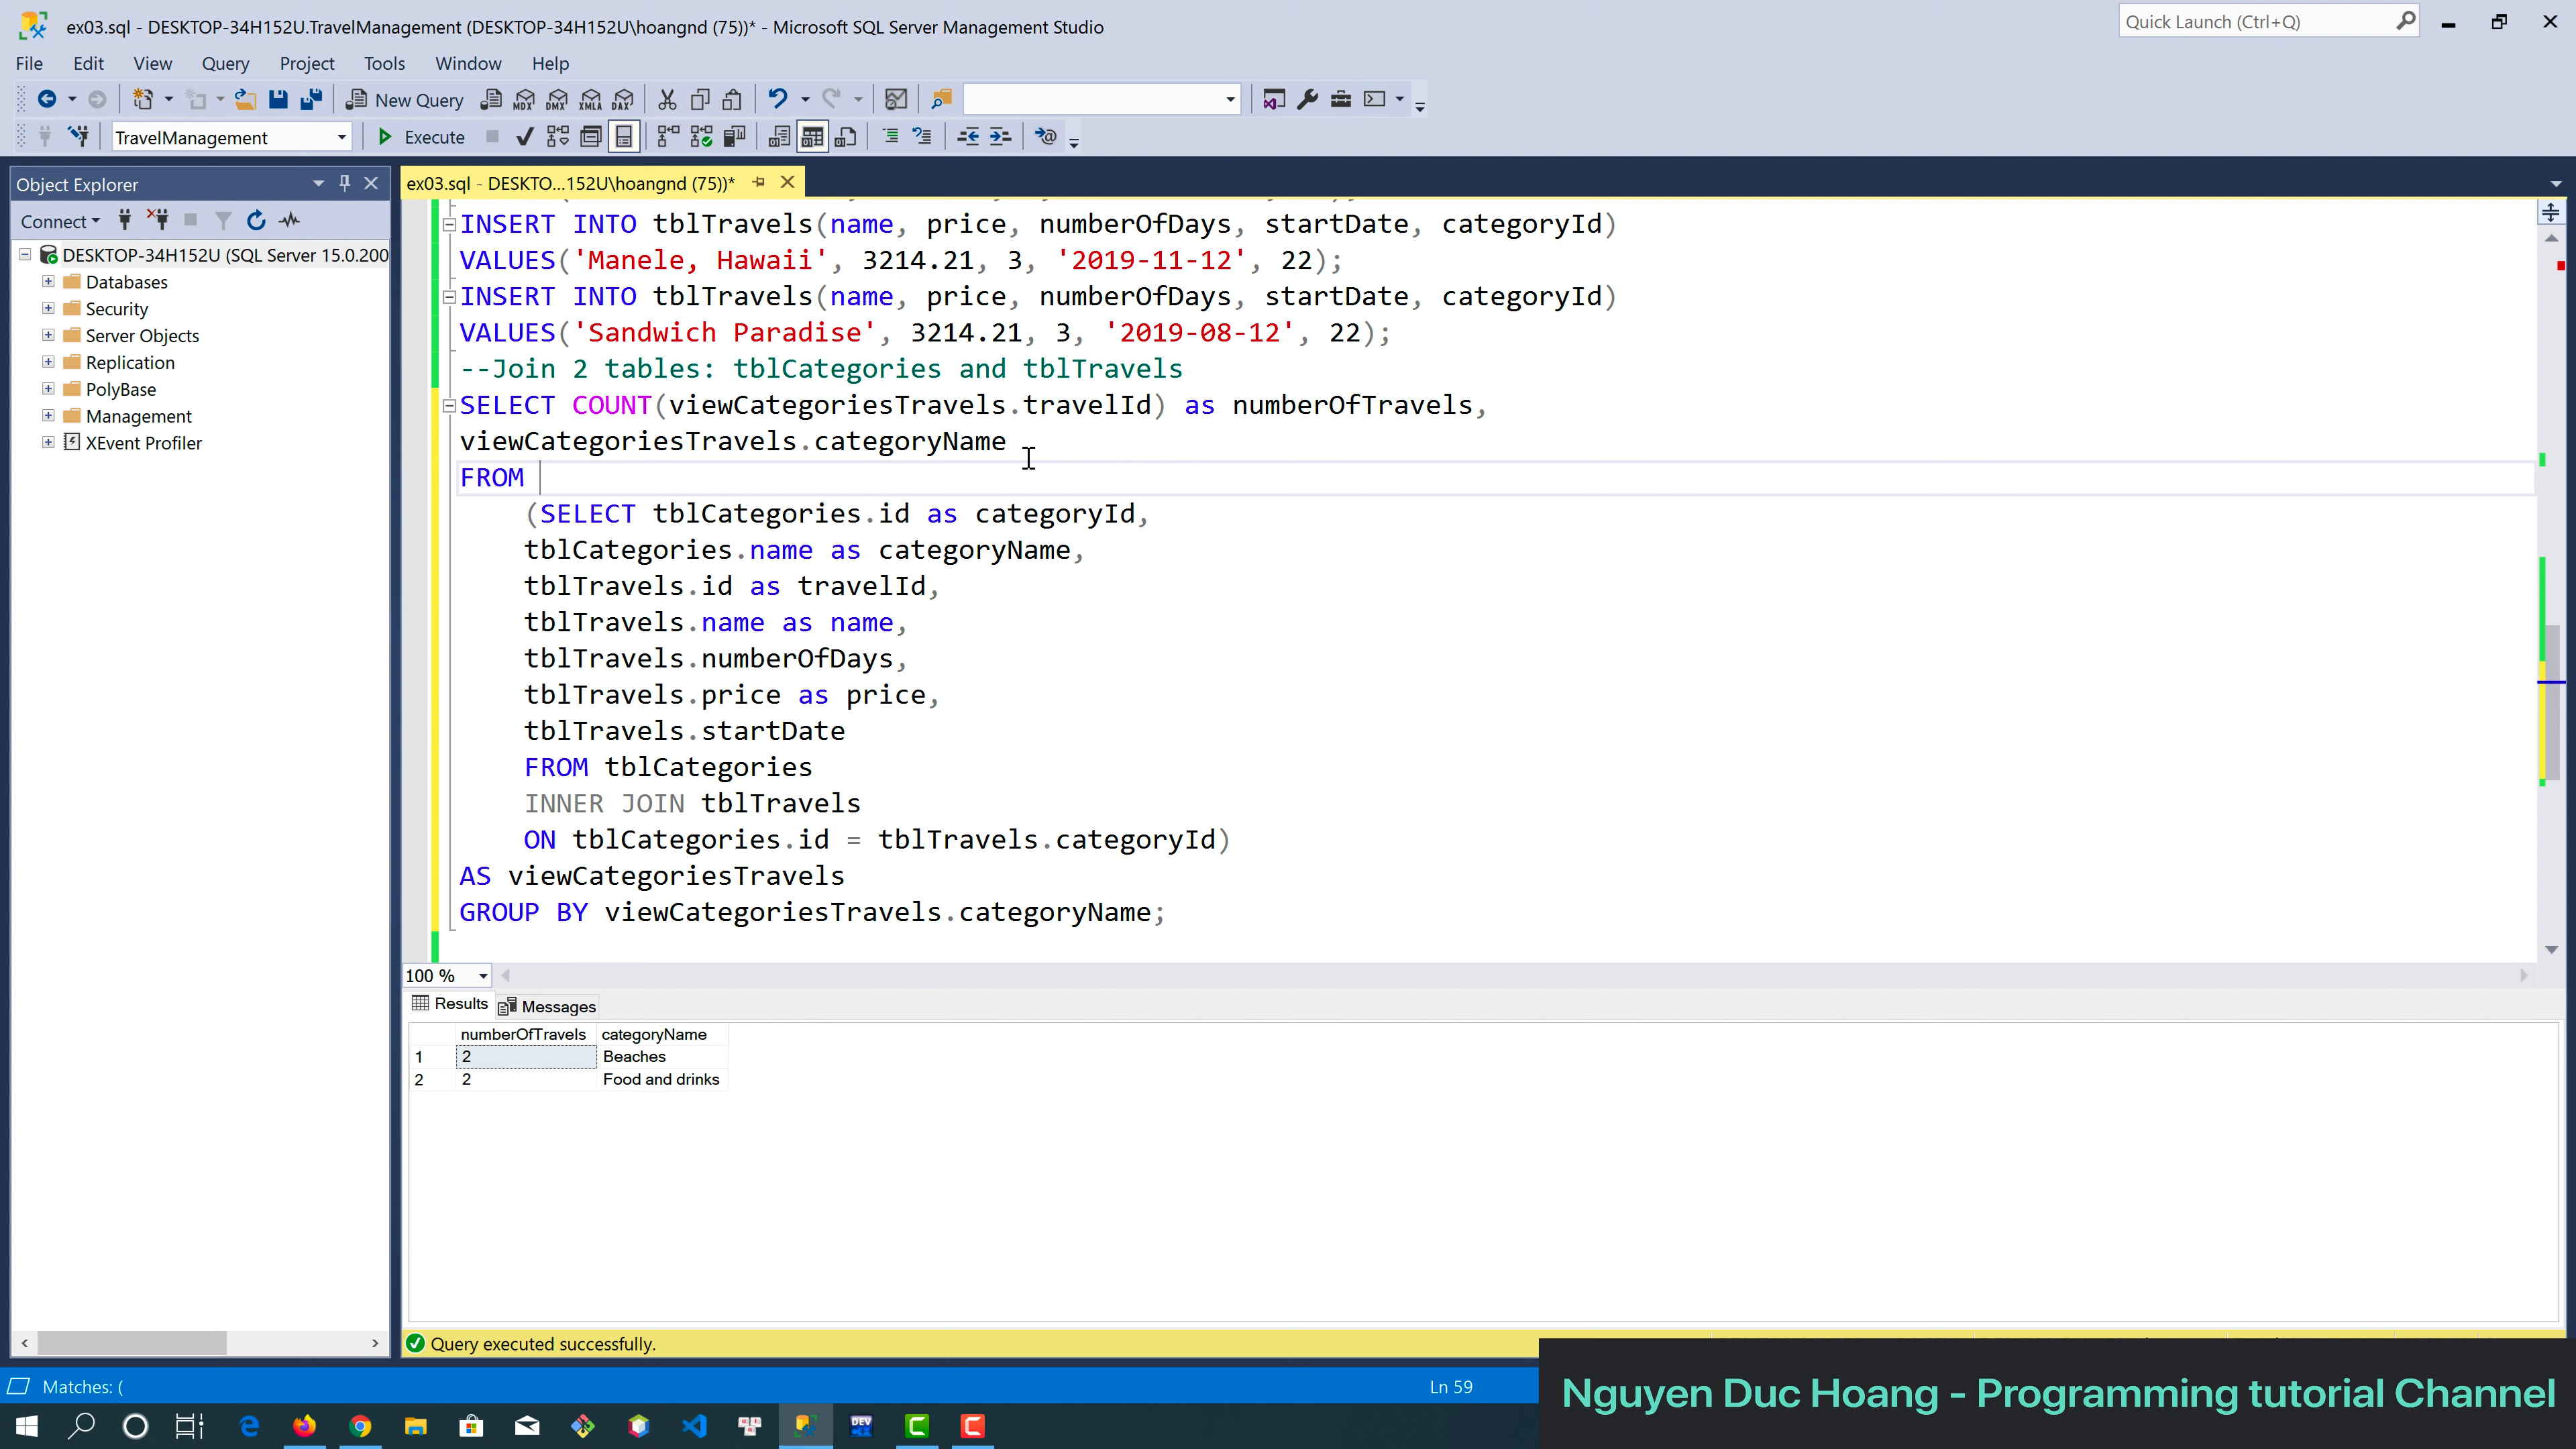 ex03.sql - DESKTOP-34H152U.TravelManagement (DESKTOP-34H152U\hoangnd (75))* - Microsoft SQL Server Management Studio
Quick Launch (Ctrl+Q)
File Edit View Query Project Tools Window Help
New Query MDX DMX XMLA DAX
TravelManagement Execute
Object Explorer
ex03.sql - DESKTO...152U\hoangnd (75))*
Connect
DESKTOP-34H152U (SQL Server 15.0.200
Databases
Security
Server Objects
Replication
PolyBase
Management
XEvent Profiler
INSERT INTO tblTravels(name, price, numberOfDays, startDate, categoryId)
VALUES('Manele, Hawaii', 3214.21, 3, '2019-11-12', 22);
INSERT INTO tblTravels(name, price, numberOfDays, startDate, categoryId)
VALUES('Sandwich Paradise', 3214.21, 3, '2019-08-12', 22);
--Join 2 tables: tblCategories and tblTravels
SELECT COUNT(viewCategoriesTravels.travelId) as numberOfTravels,
viewCategoriesTravels.categoryName
FROM
(SELECT tblCategories.id as categoryId,
tblCategories.name as categoryName,
tblTravels.id as travelId,
tblTravels.name as name,
tblTravels.numberOfDays,
tblTravels.price as price,
tblTravels.startDate
FROM tblCategories
INNER JOIN tblTravels
ON tblCategories.id = tblTravels.categoryId)
AS viewCategoriesTravels
GROUP BY viewCategoriesTravels.categoryName;
100 %
Results Messages
numberOfTravels categoryName
1 2 Beaches
2 2 Food and drinks
Query executed successfully.
Matches: (
Ln 59
Nguyen Duc Hoang - Programming tutorial Channel
DEV